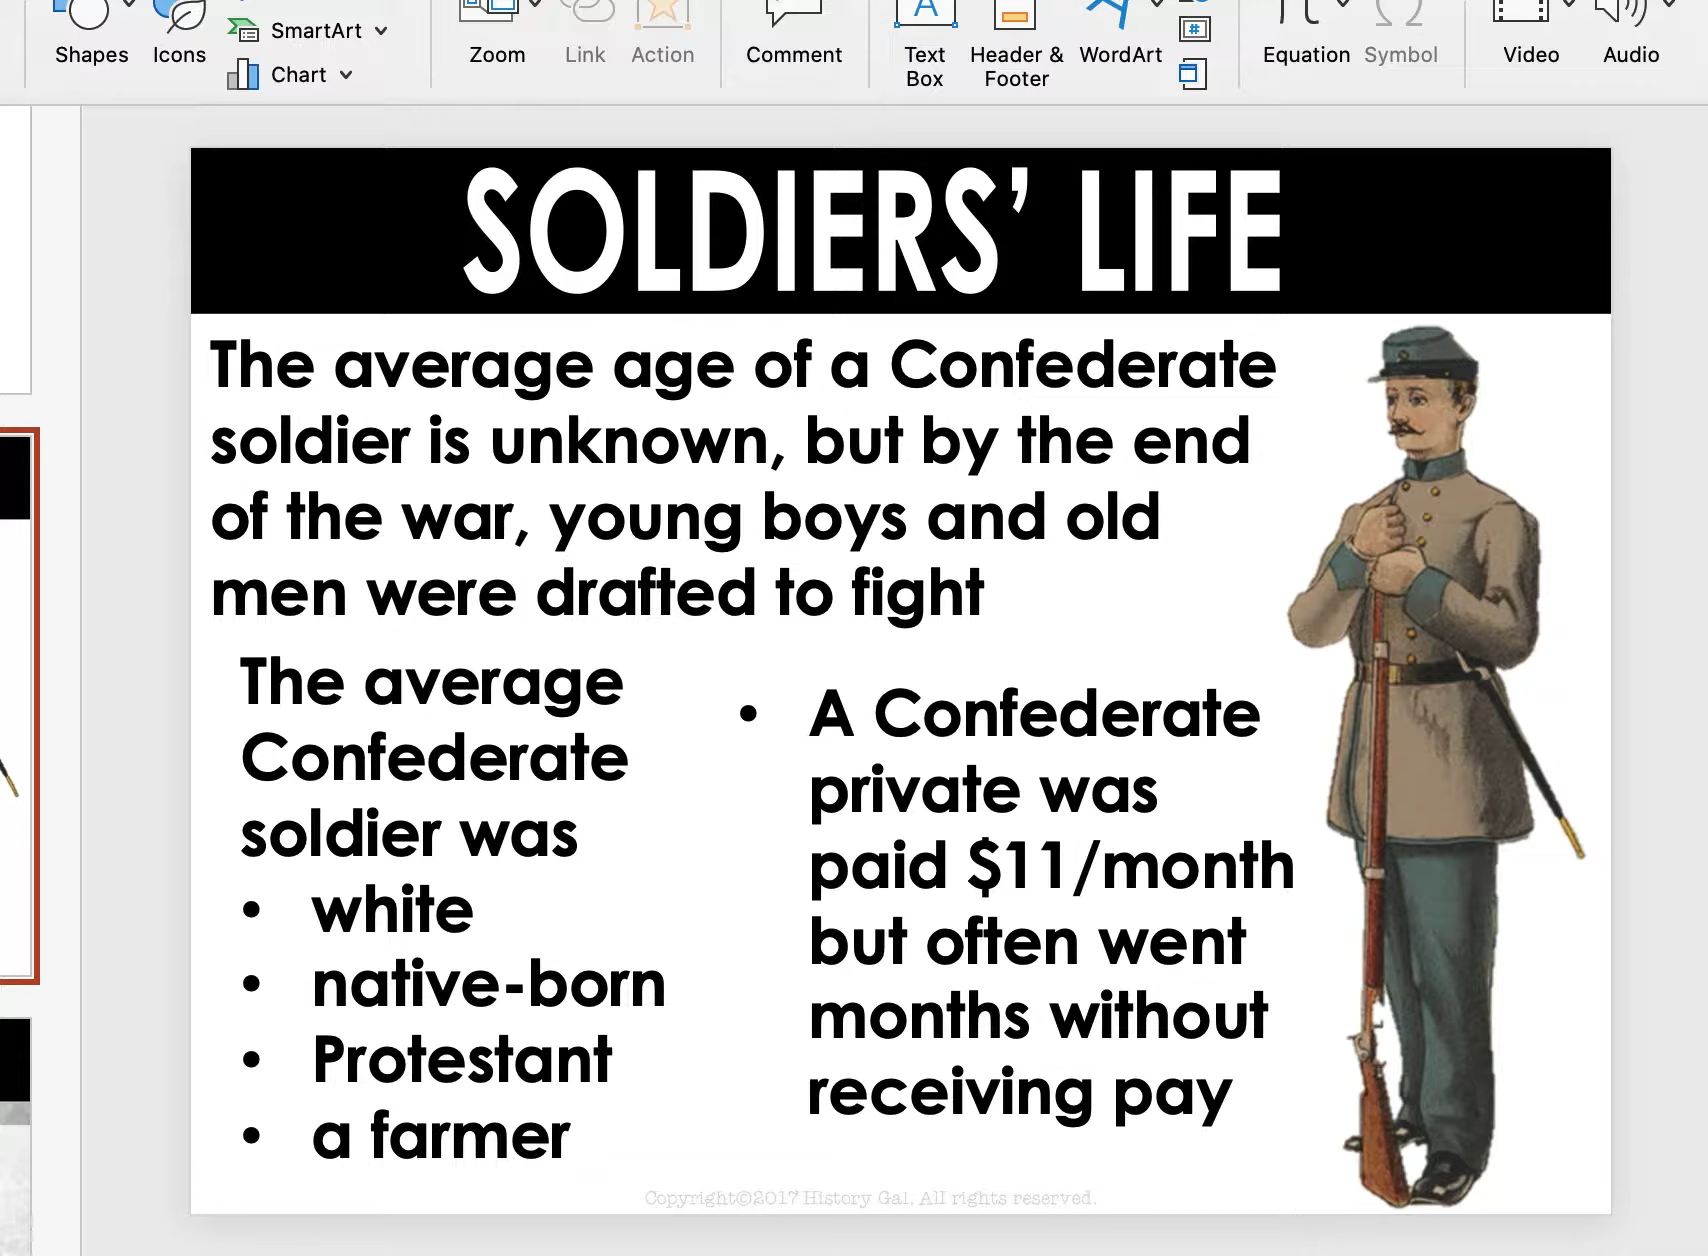 Shapes
Icons
SmartArt
Chart
Zoom
Link
Action
Comment
Text
Box
Header &
Footer
WordArt
Equation
Symbol
Video
Audio
SOLDIERS’ LIFE
The average age of a Confederate
soldier is unknown, but by the end
of the war, young boys and old
men were drafted to fight
The average
Confederate
soldier was
• white
• native-born
• Protestant
• a farmer
• A Confederate
private was
paid $11/month
but often went
months without
receiving pay
Copyright©2017 History Gal. All rights reserved.